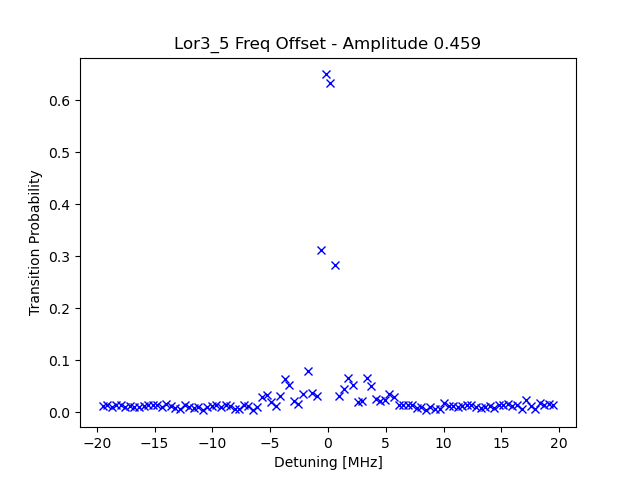 Lor3_5 Freq Offset - Amplitude 0.459
Transition Probability
0.6
0.5
0.4
0.3
0.2
0.1
0.0
−20 −15 −10 −5 0 5 10 15 20
Detuning [MHz]